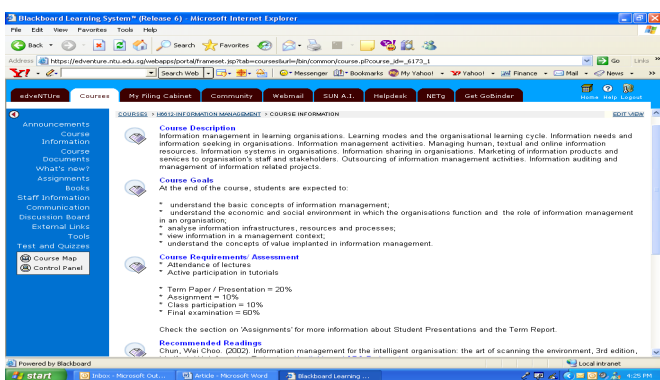 Blackboard Learning System™ (Release 6) - Microsoft Internet Explorer
File Edit View Favorites Tools Help
Back Search Favorites
Address https://edventure.ntu.edu.sg/webapps/portal/frameset.jsp?tab=courses&url=/bin/common/course.pl?course_id=_6173_1 Go Links »
Y! Search Web Messenger Bookmarks My Yahoo! Yahoo! Finance Mail News »
edveNTUre Courses My Filing Cabinet Community Webmail SUN A.I. Helpdesk NETg Get GoBinder Home Help Logout
COURSES > H6612-INFORMATION MANAGEMENT > COURSE INFORMATION EDIT VIEW
Announcements
Course Information
Course Documents
What's new?
Assignments
Books
Staff Information
Communication
Discussion Board
External Links
Tools
Test and Quizzes
Course Map
Control Panel
Course Description
Information management in learning organisations. Learning modes and the organisational learning cycle. Information needs and
information seeking in organisations. Information management activities. Managing human, textual and online information
resources. Information systems in organisations. Information sharing in organisations. Marketing of information products and
services to organisation's staff and stakeholders. Outsourcing of information management activities. Information auditing and
management of information related projects.
Course Goals
At the end of the course, students are expected to:
* understand the basic concepts of information management;
* understand the economic and social environment in which the organisations function and the role of information management
in an organisation;
* analyse information infrastructures, resources and processes;
* view information in a management context;
* understand the concepts of value implanted in information management.
Course Requirements/ Assessment
* Attendance of lectures
* Active participation in tutorials
* Term Paper / Presentation = 20%
* Assignment = 10%
* Class participation = 10%
* Final examination = 60%
Check the section on 'Assignments' for more information about Student Presentations and the Term Report.
Recommended Readings
Chun, Wei Choo. (2002). Information management for the intelligent organisation: the art of scanning the environment, 3rd edition,
Powered by Blackboard Local intranet
start Inbox - Microsoft Out... Article - Microsoft Word Blackboard Learning ... 4:25 PM